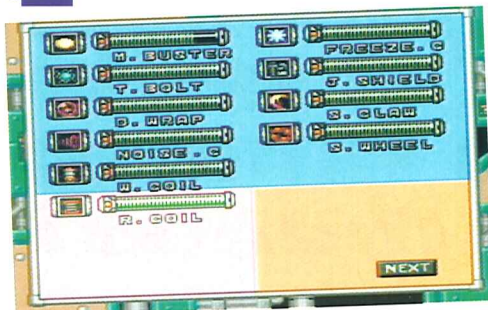 M. BUSTER
T. BOLT
D. WRAP
NOISE. C
W. COIL
R. COIL
FREEZE. C
J. SHIELD
S. CLAW
S. WHEEL
NEXT